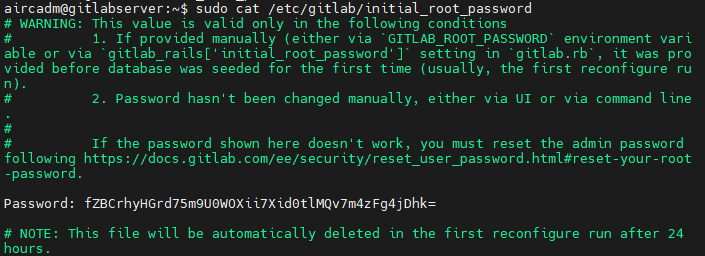 aircadm@gitlabserver:~$ sudo cat /etc/gitlab/initial_root_password
# WARNING: This value is valid only in the following conditions
#          1. If provided manually (either via `GITLAB_ROOT_PASSWORD` environment vari
able or via `gitlab_rails['initial_root_password']` setting in `gitlab.rb`, it was pro
vided before database was seeded for the first time (usually, the first reconfigure ru
n).
#          2. Password hasn't been changed manually, either via UI or via command line
.
#
#          If the password shown here doesn't work, you must reset the admin password
following https://docs.gitlab.com/ee/security/reset_user_password.html#reset-your-root
-password.
Password: fZBCrhyHGrd75m9U0WOXii7Xid0tlMQv7m4zFg4jDhk=
# NOTE: This file will be automatically deleted in the first reconfigure run after 24
hours.